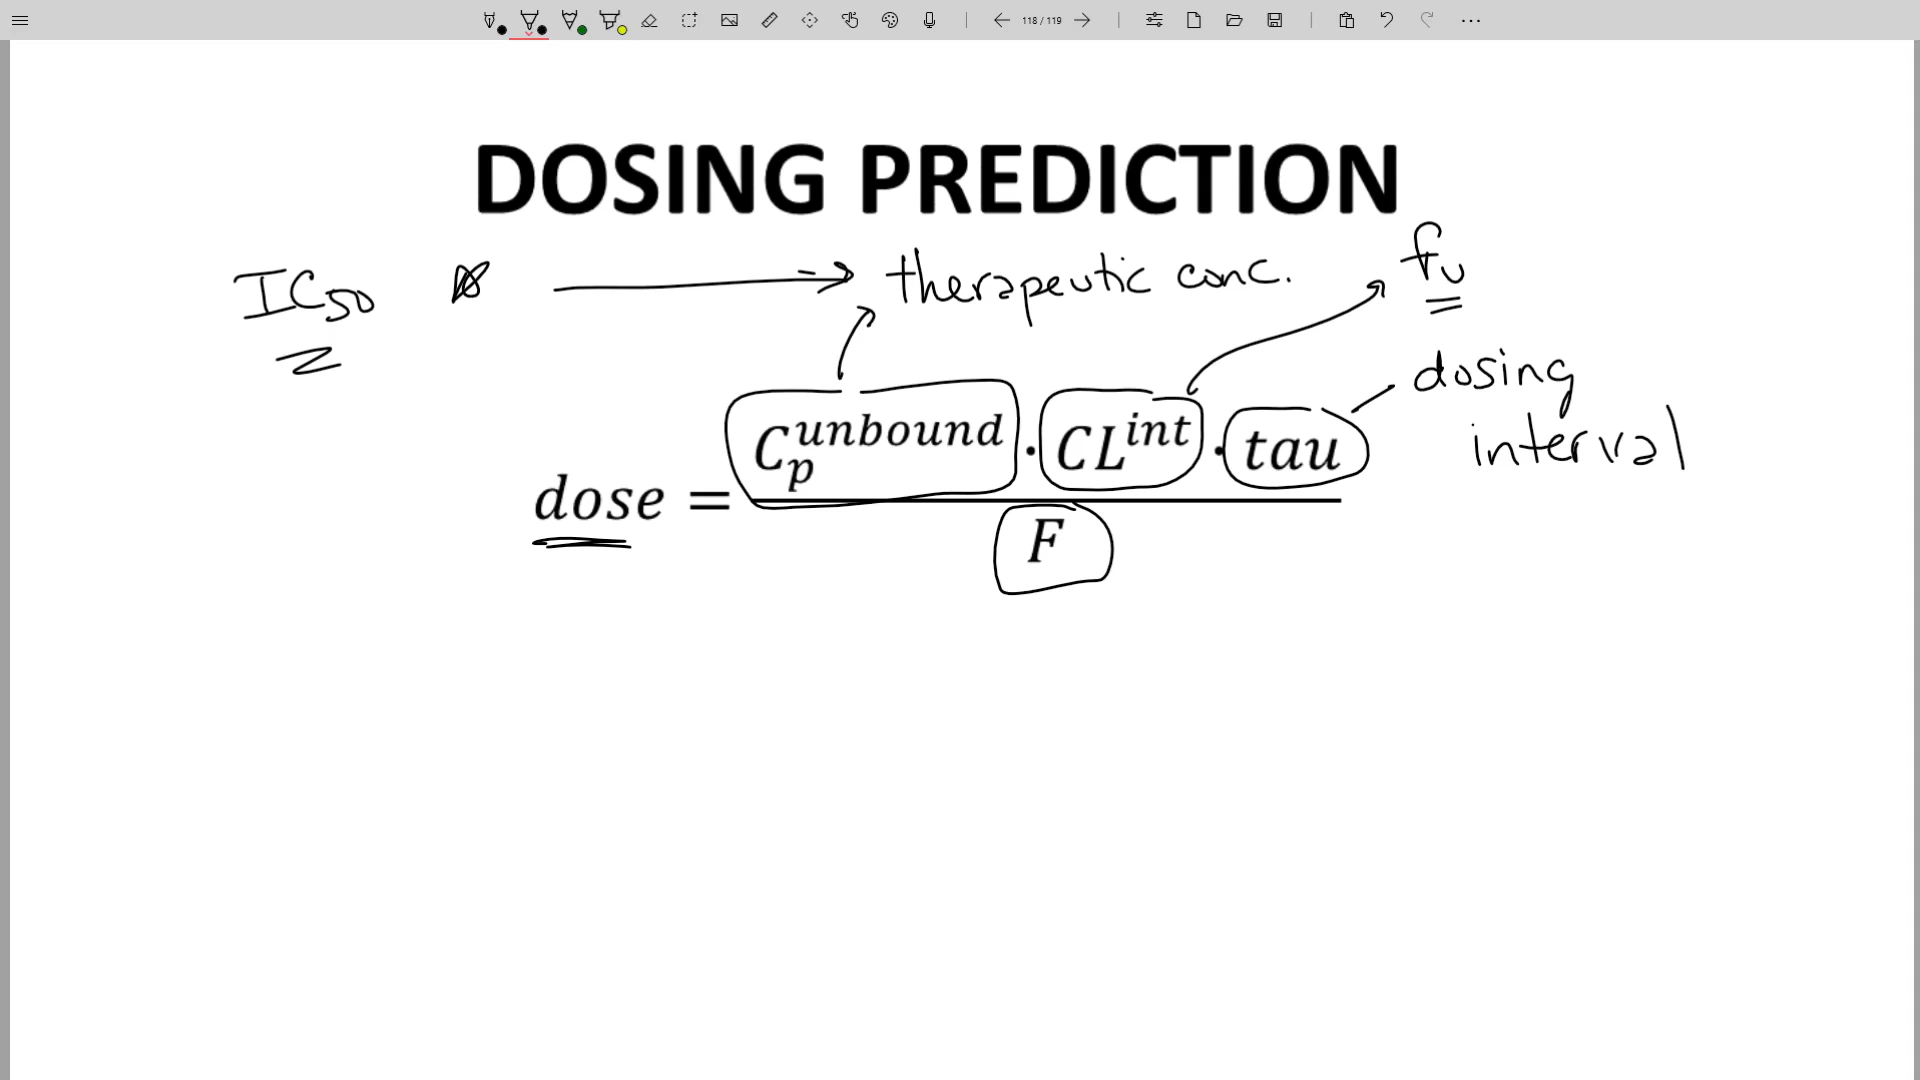 118 / 119
DOSING PREDICTION
IC50 → therapeutic conc.
fu
dosing
interval
dose = C_p^unbound · CL^int · tau / F